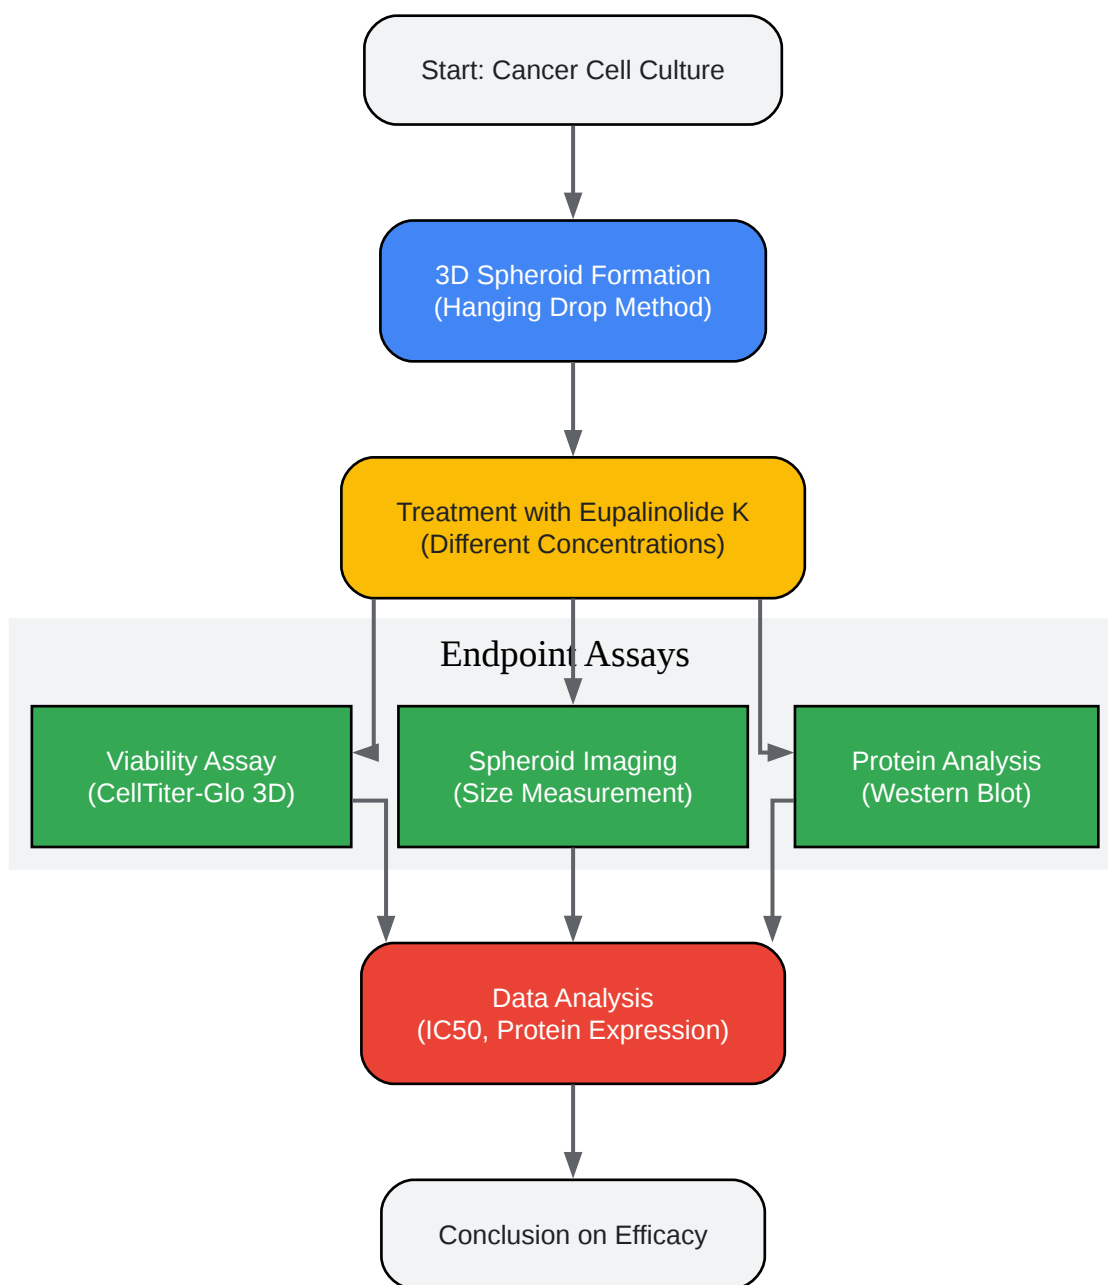 Start: Cancer Cell Culture
3D Spheroid Formation
(Hanging Drop Method)
Treatment with Eupalinolide K
(Different Concentrations)
Endpoint Assays
Viability Assay
(CellTiter-Glo 3D)
Spheroid Imaging
(Size Measurement)
Protein Analysis
(Western Blot)
Data Analysis
(IC50, Protein Expression)
Conclusion on Efficacy